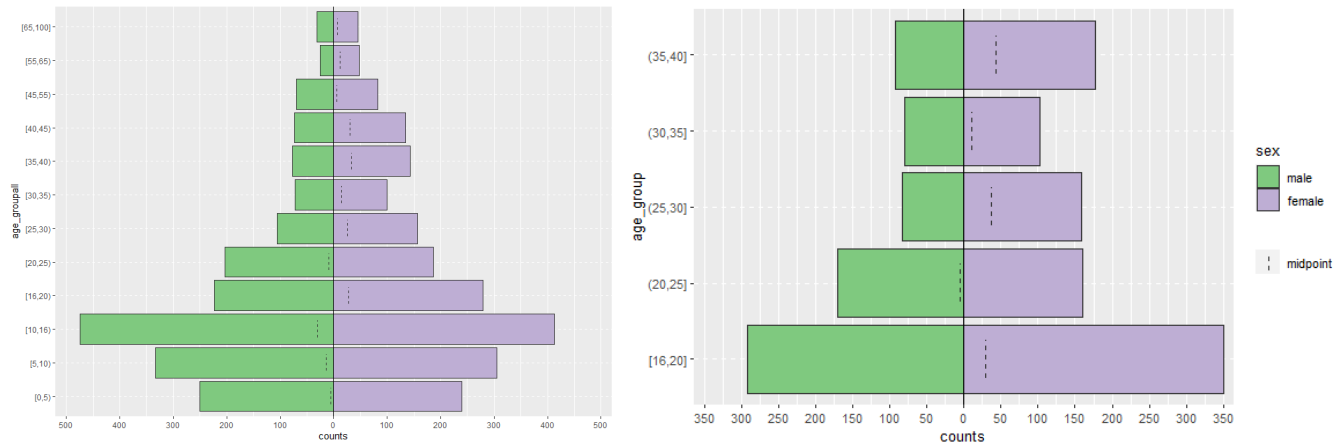 [65,100)
[55,65)
[45,55)
[40,45)
[35,40)
[30,35)
[25,30)
[20,25)
[16,20)
[10,16)
[5,10)
[0,5)
age_groupall
500 400 300 200 100 0 100 200 300 400 500
counts
(35,40]
(30,35]
(25,30]
(20,25]
[16,20]
age_group
350 300 250 200 150 100 50 0 50 100 150 200 250 300 350
counts
sex
male
female
midpoint